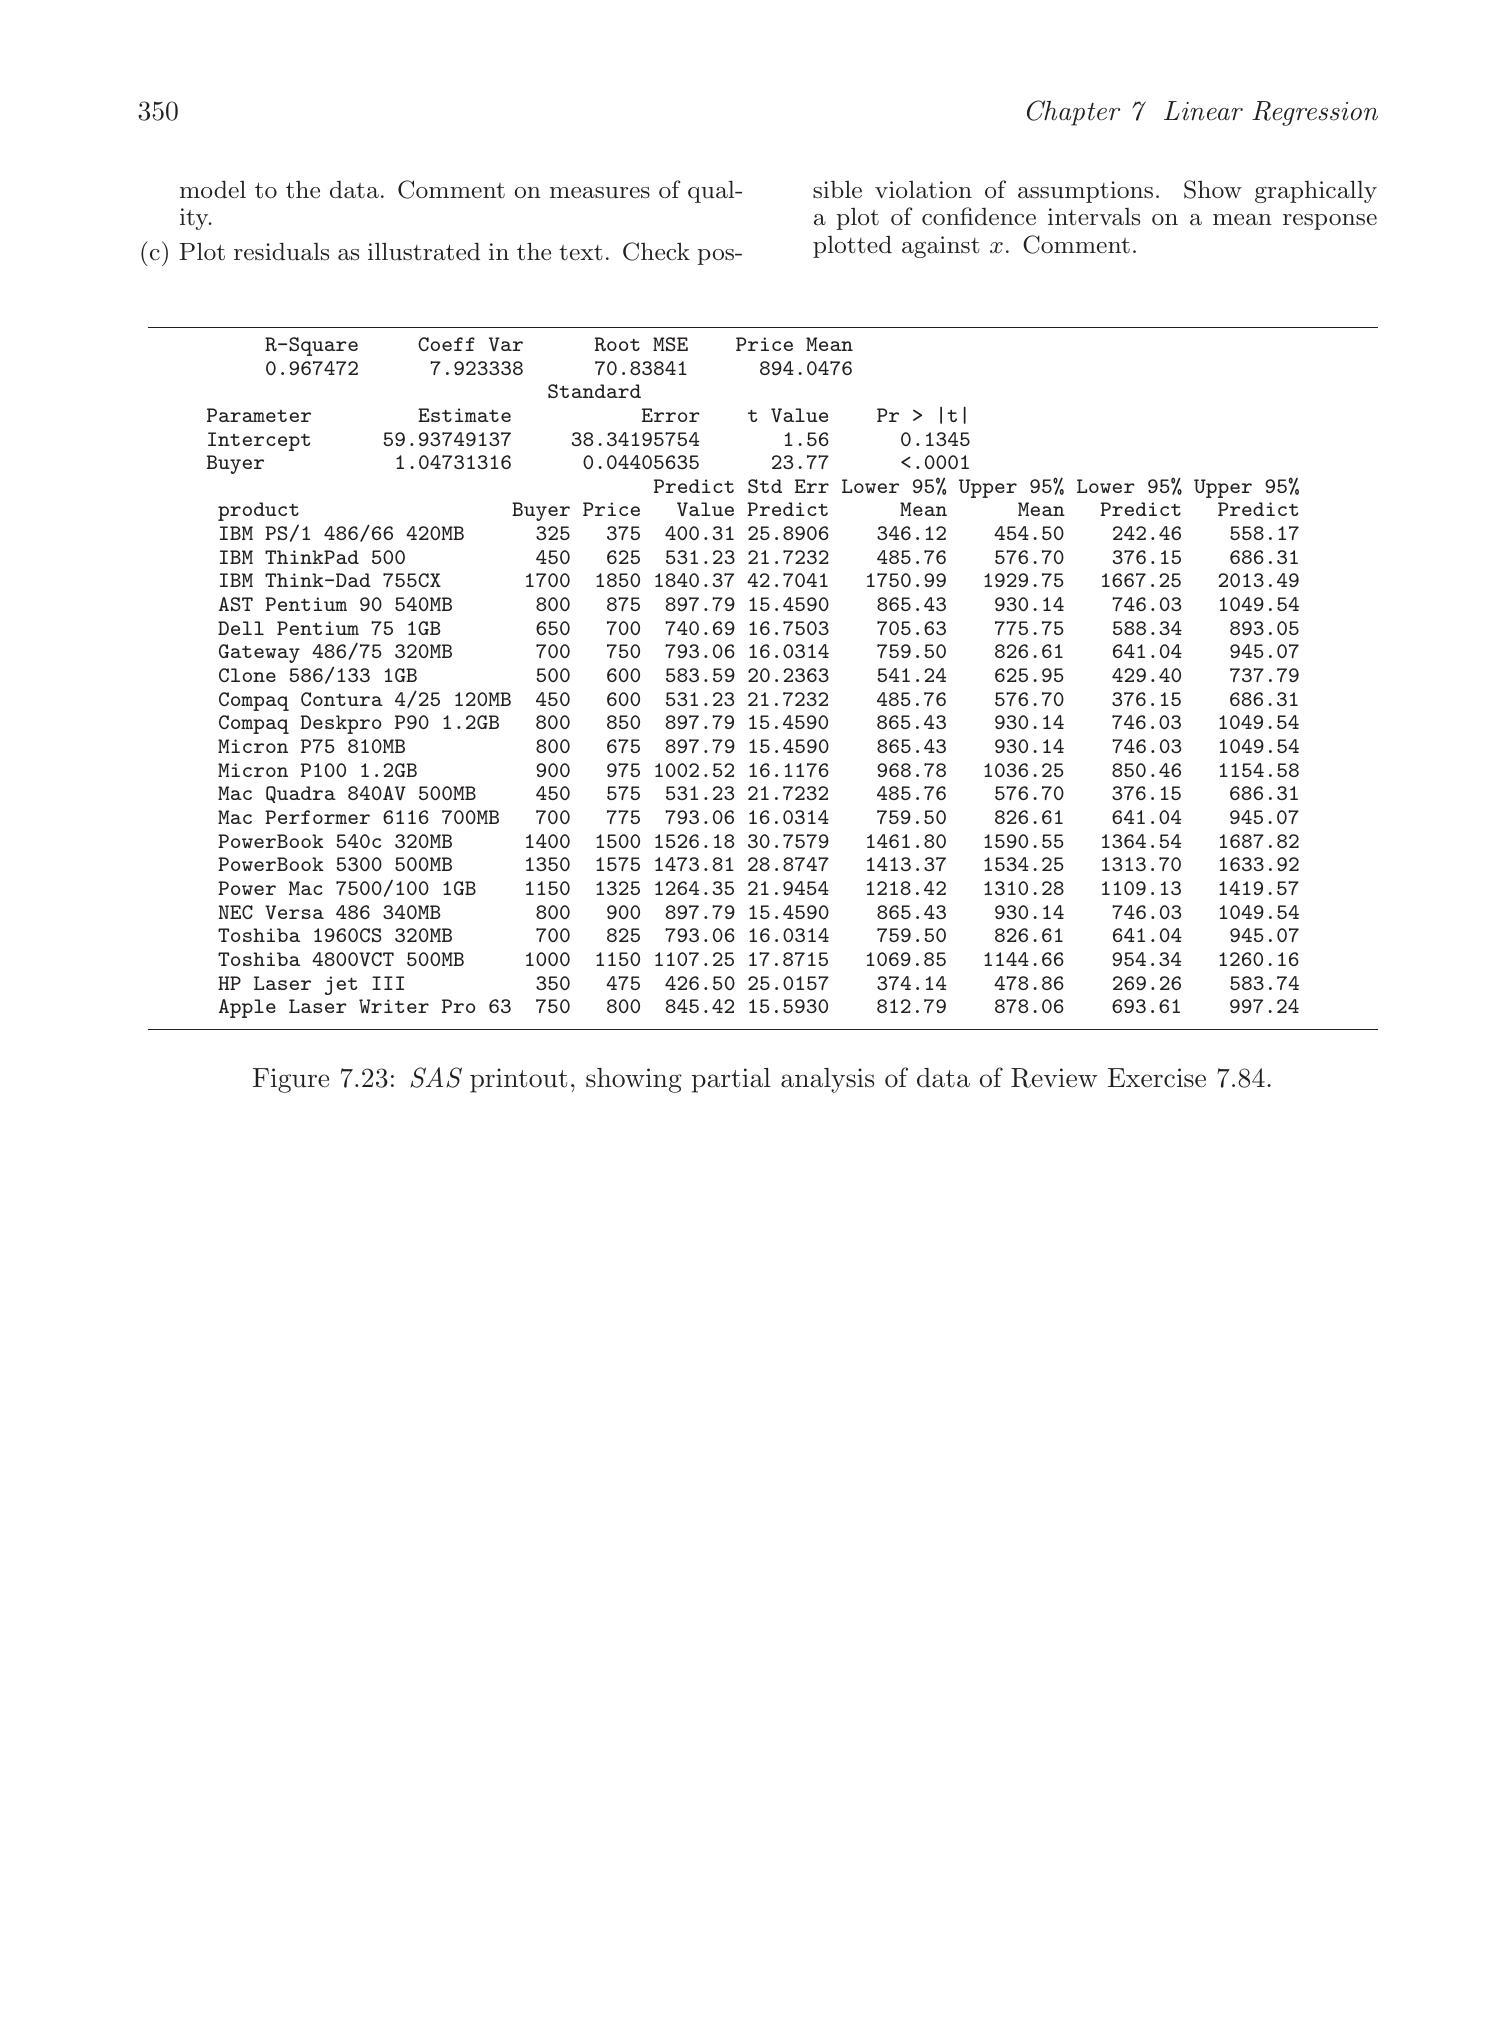 350
Chapter 7 Linear Regression
model to the data. Comment on measures of qual-
ity.
(c) Plot residuals as illustrated in the text. Check pos-
sible violation of assumptions. Show graphically
a plot of confidence intervals on a mean response
plotted against x. Comment.
R-Square Coeff Var Root MSE Price Mean
0.967472 7.923338 70.83841 894.0476
Standard
Parameter Estimate Error t Value Pr > |t|
Intercept 59.93749137 38.34195754 1.56 0.1345
Buyer 1.04731316 0.04405635 23.77 <.0001
Predict Std Err Lower 95% Upper 95% Lower 95% Upper 95%
product Buyer Price Value Predict Mean Mean Predict Predict
IBM PS/1 486/66 420MB 325 375 400.31 25.8906 346.12 454.50 242.46 558.17
IBM ThinkPad 500 450 625 531.23 21.7232 485.76 576.70 376.15 686.31
IBM Think-Dad 755CX 1700 1850 1840.37 42.7041 1750.99 1929.75 1667.25 2013.49
AST Pentium 90 540MB 800 875 897.79 15.4590 865.43 930.14 746.03 1049.54
Dell Pentium 75 1GB 650 700 740.69 16.7503 705.63 775.75 588.34 893.05
Gateway 486/75 320MB 700 750 793.06 16.0314 759.50 826.61 641.04 945.07
Clone 586/133 1GB 500 600 583.59 20.2363 541.24 625.95 429.40 737.79
Compaq Contura 4/25 120MB 450 600 531.23 21.7232 485.76 576.70 376.15 686.31
Compaq Deskpro P90 1.2GB 800 850 897.79 15.4590 865.43 930.14 746.03 1049.54
Micron P75 810MB 800 675 897.79 15.4590 865.43 930.14 746.03 1049.54
Micron P100 1.2GB 900 975 1002.52 16.1176 968.78 1036.25 850.46 1154.58
Mac Quadra 840AV 500MB 450 575 531.23 21.7232 485.76 576.70 376.15 686.31
Mac Performer 6116 700MB 700 775 793.06 16.0314 759.50 826.61 641.04 945.07
PowerBook 540c 320MB 1400 1500 1526.18 30.7579 1461.80 1590.55 1364.54 1687.82
PowerBook 5300 500MB 1350 1575 1473.81 28.8747 1413.37 1534.25 1313.70 1633.92
Power Mac 7500/100 1GB 1150 1325 1264.35 21.9454 1218.42 1310.28 1109.13 1419.57
NEC Versa 486 340MB 800 900 897.79 15.4590 865.43 930.14 746.03 1049.54
Toshiba 1960CS 320MB 700 825 793.06 16.0314 759.50 826.61 641.04 945.07
Toshiba 4800VCT 500MB 1000 1150 1107.25 17.8715 1069.85 1144.66 954.34 1260.16
HP Laser jet III 350 475 426.50 25.0157 374.14 478.86 269.26 583.74
Apple Laser Writer Pro 63 750 800 845.42 15.5930 812.79 878.06 693.61 997.24
Figure 7.23: SAS printout, showing partial analysis of data of Review Exercise 7.84.